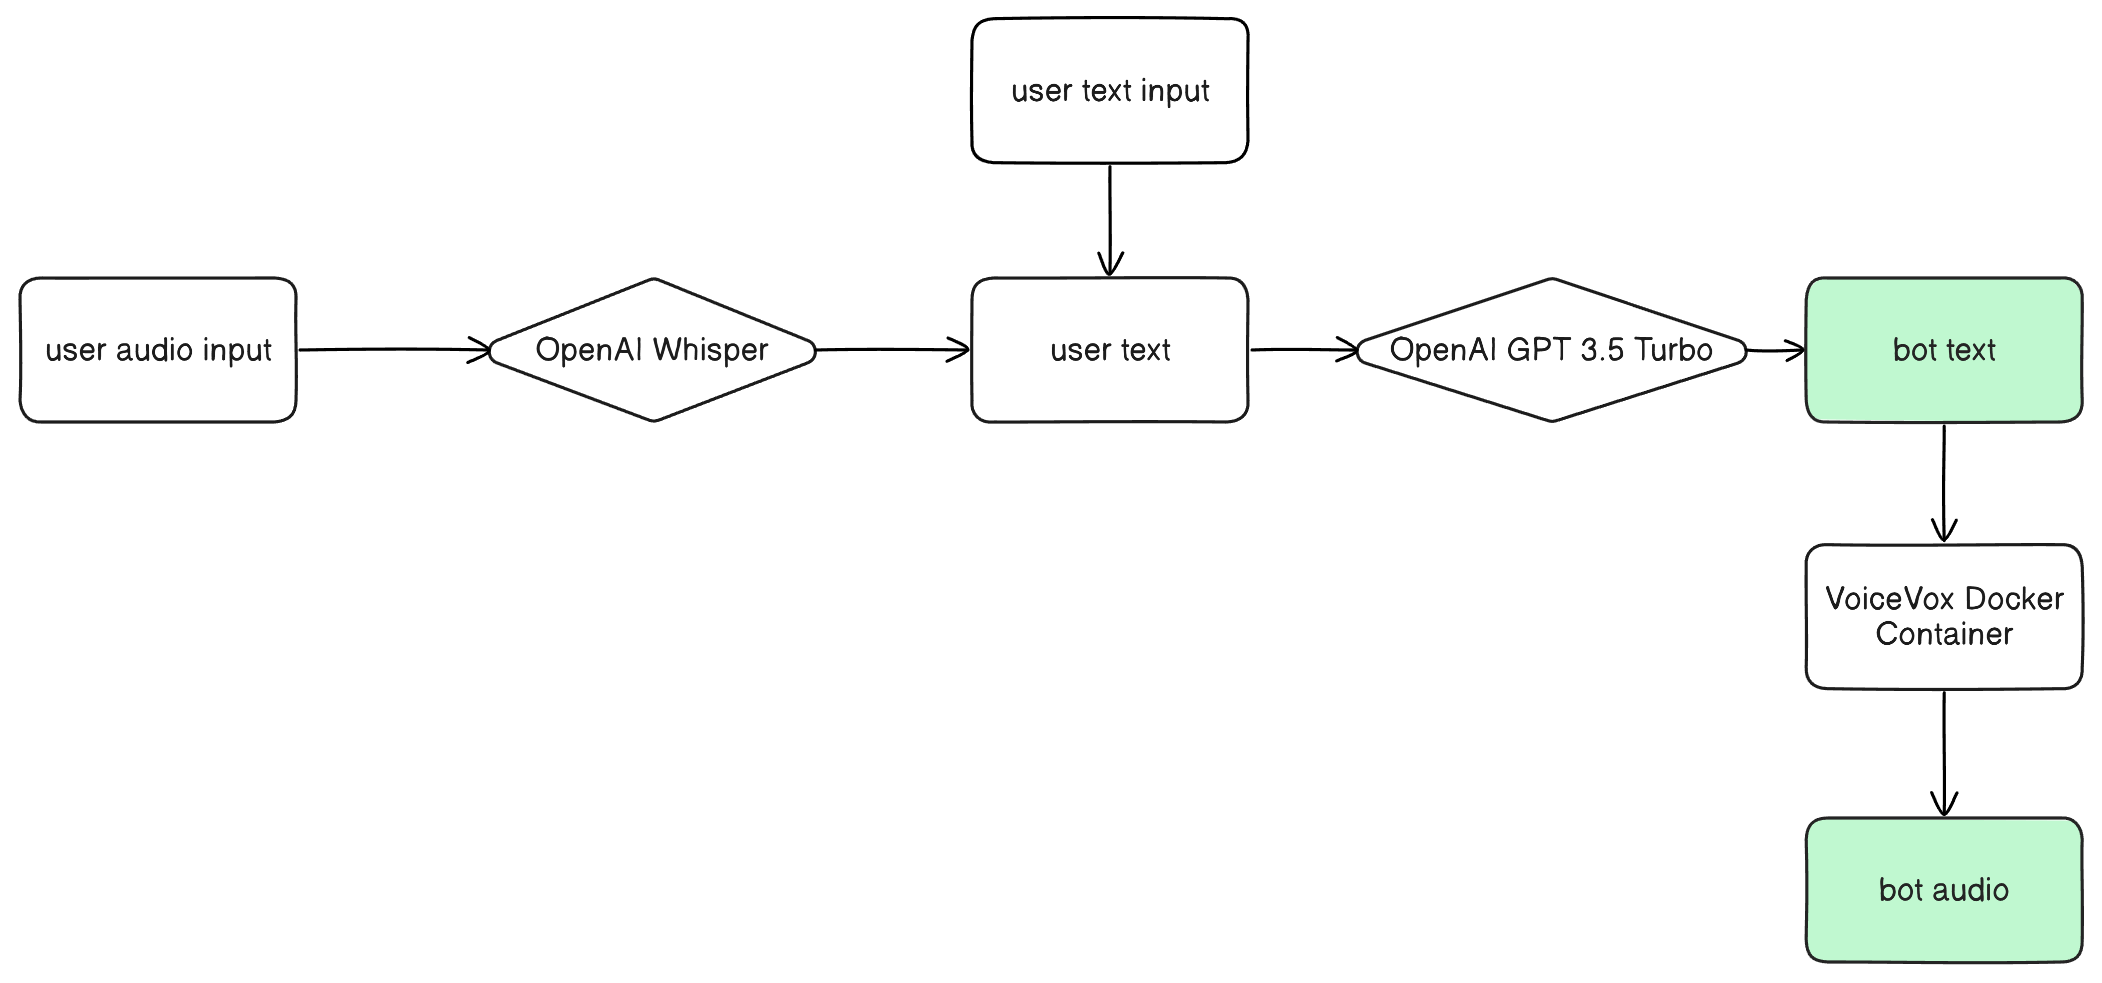 user text input
user audio input
OpenAI Whisper
user text
OpenAI GPT 3.5 Turbo
bot text
VoiceVox Docker
Container
bot audio